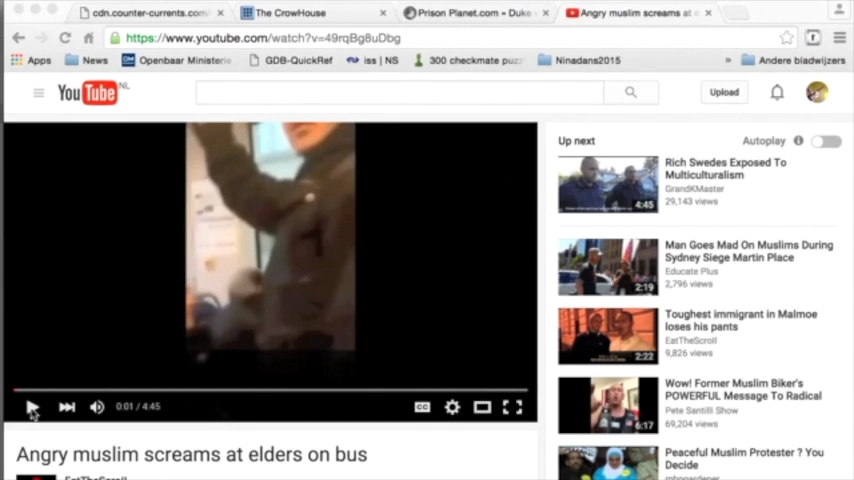 cdn.counter-currents.com/
The CrowHouse
Prison Planet.com » Duke
Angry muslim screams at e
https://www.youtube.com/watch?v=49rqBg8uDbg
Apps
News
OM
Openbaar Ministerie
GDB-QuickRef
iss | NS
300 checkmate puzz
Ninadans2015
»
Andere bladwijzers
YouTube NL
Upload
Up next
Autoplay
Rich Swedes Exposed To
Multiculturalism
GrandKMaster
29,143 views
4:45
Man Goes Mad On Muslims During
Sydney Siege Martin Place
Educate Plus
2,796 views
2:19
Toughest immigrant in Malmoe
loses his pants
EatTheScroll
9,826 views
2:22
Wow! Former Muslim Biker's
POWERFUL Message To Radical
Pete Santilli Show
69,204 views
6:17
Peaceful Muslim Protester ? You
Decide
mhngardener
0:01 / 4:45
CC
Angry muslim screams at elders on bus
EatTheScroll